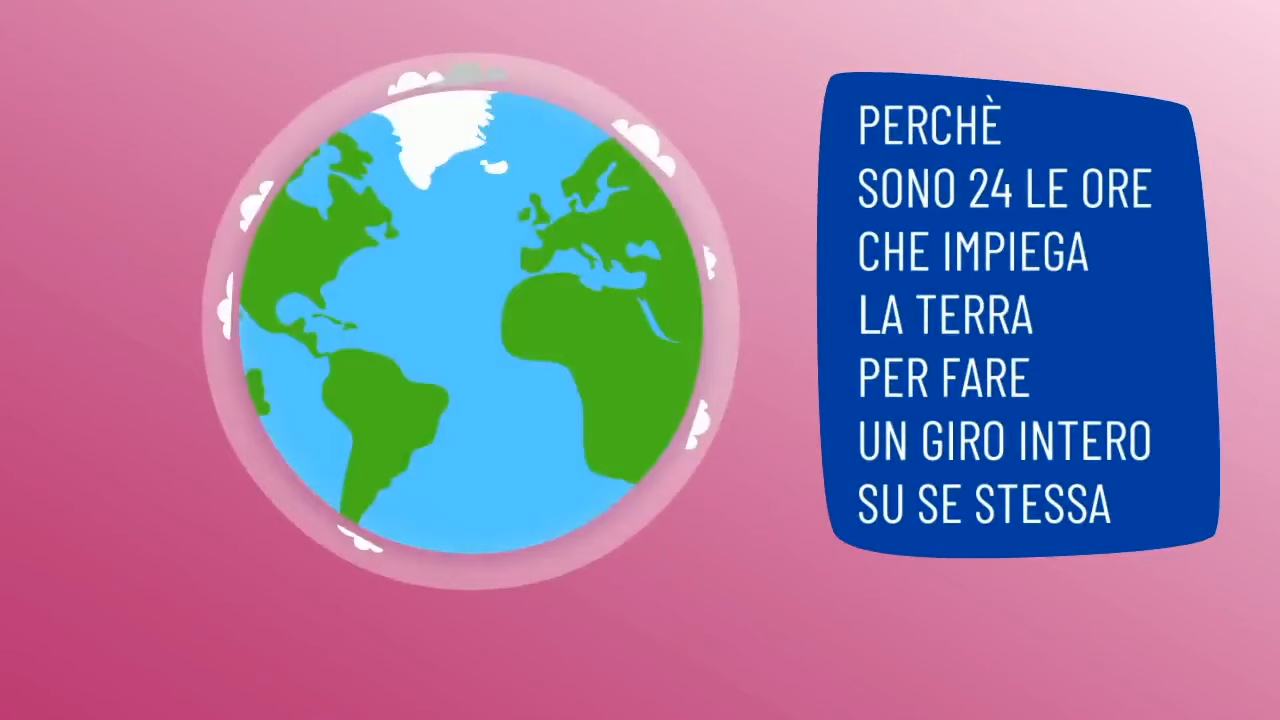 PERCHÈ
SONO 24 LE ORE
CHE IMPIEGA
LA TERRA
PER FARE
UN GIRO INTERO
SU SE STESSA